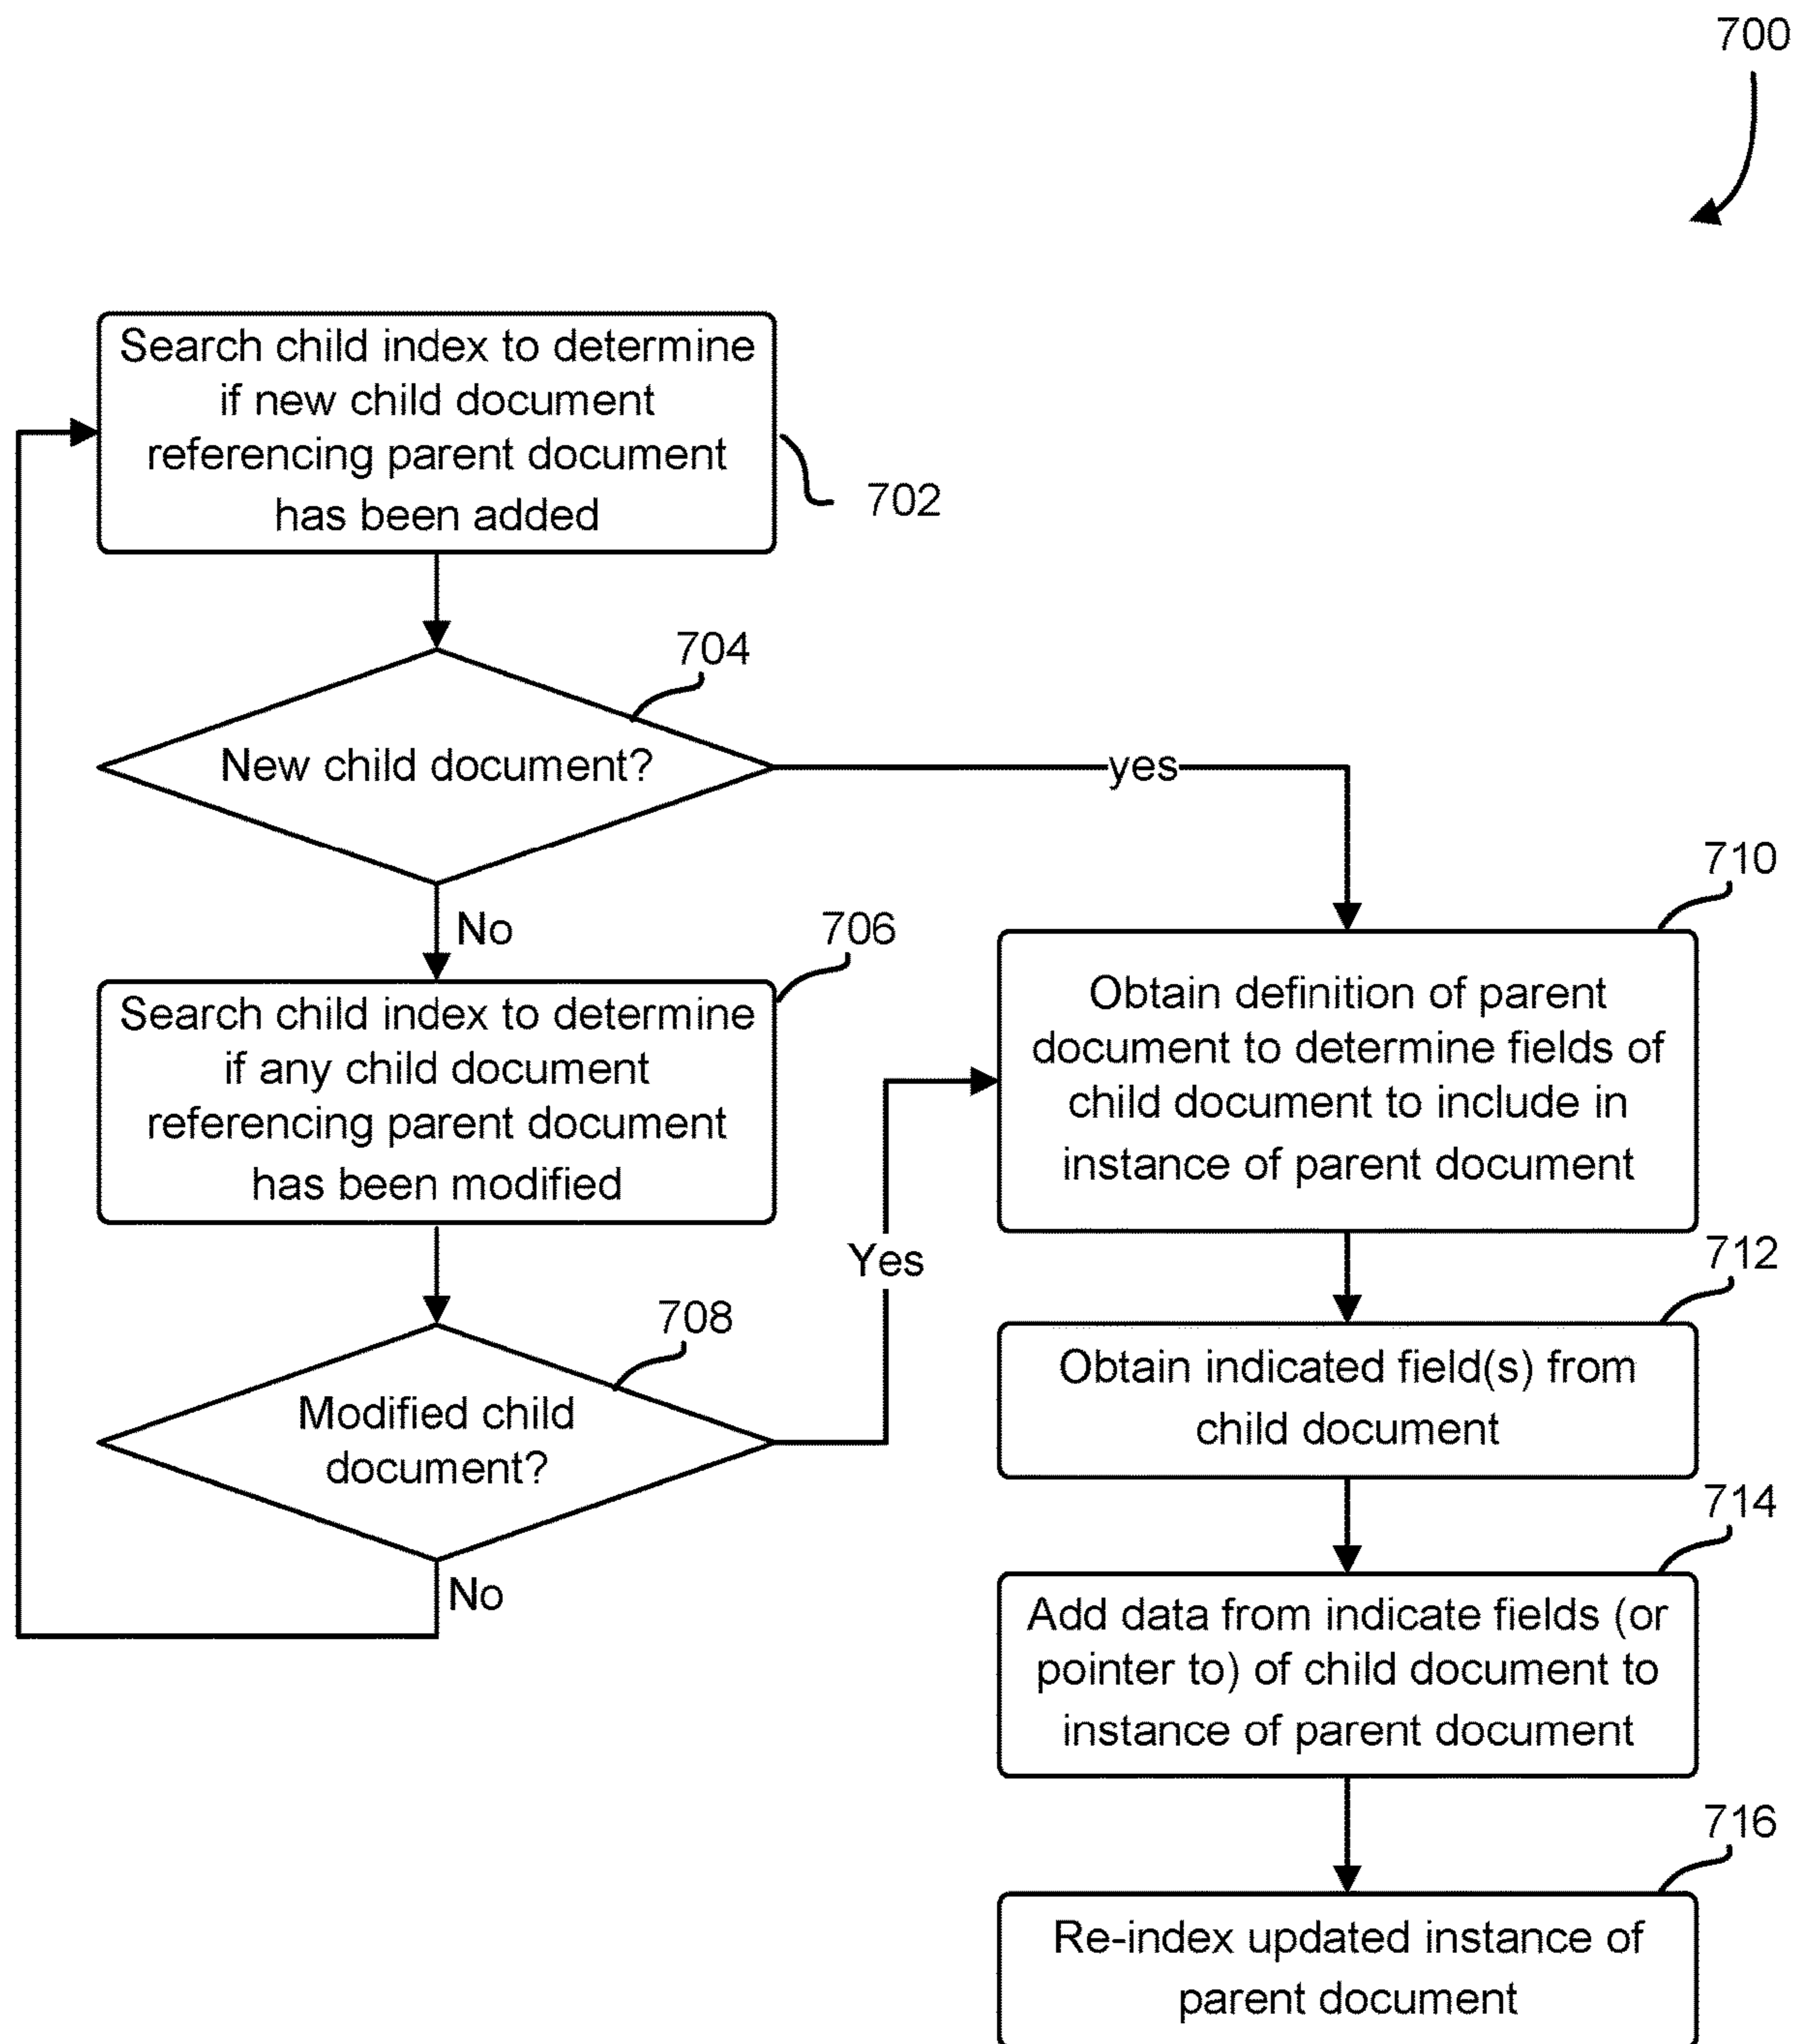 700
Search child index to determine
if new child document
referencing parent document
has been added
702
704
New child document?
yes
No
706
Search child index to determine
if any child document
referencing parent document
has been modified
708
Modified child
document?
Yes
No
710
Obtain definition of parent
document to determine fields of
child document to include in
instance of parent document
712
Obtain indicated field(s) from
child document
714
Add data from indicate fields (or
pointer to) of child document to
instance of parent document
716
Re-index updated instance of
parent document